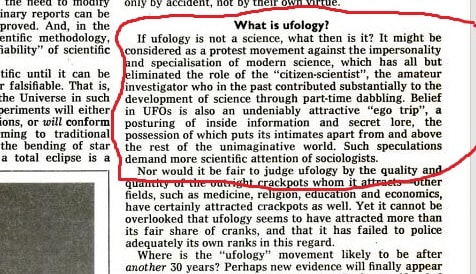 the need to modify
inary reports can be
proved. And, in the
entific methodology,
fiability" of scientific
tific until it can be
r falsifiable. That is,
the Universe in such
periments will either
ions, or will conform
ming to traditional
the bending of star
a total eclipse is a
only by accident, not by their own virtue.
What is ufology?
If ufology is not a science, what then is it? It might be
considered as a protest movement against the impersonality
and specialisation of modern science, which has all but
eliminated the role of the "citizen-scientist", the amateur
investigator who in the past contributed substantially to the
development of science through part-time dabbling. Belief
in UFOs is also an undeniably attractive "ego trip", a
posturing of inside information and secret lore, the
possession of which puts its intimates apart from and above
the rest of the unimaginative world. Such speculations
demand more scientific attention of sociologists.
Nor would it be fair to judge ufology by the quality and
quantity of the outright crackpots whom it attracts—other
fields, such as medicine, religion, education and economics,
have certainly attracted crackpots as well. Yet it cannot be
overlooked that ufology seems to have attracted more than
its fair share of cranks, and that it has failed to police
adequately its own ranks in this regard.
Where is the "ufology" movement likely to be after
another 30 years? Perhaps new evidence will finally appear